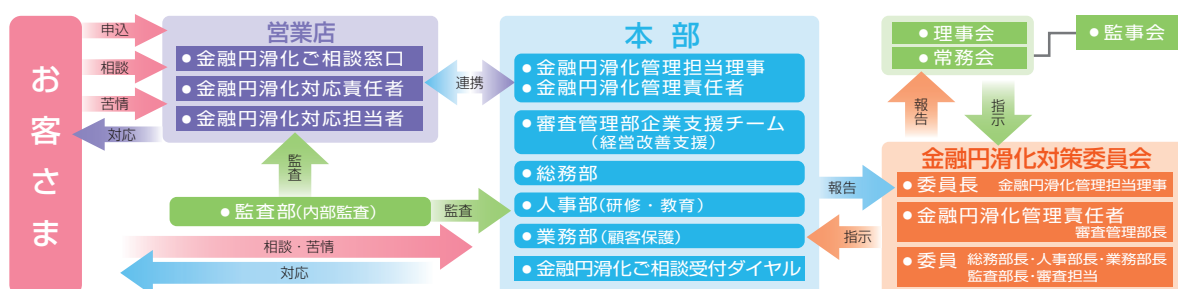 お客さま
申込
相談
苦情
対応
営業店
●金融円滑化ご相談窓口
●金融円滑化対応責任者
●金融円滑化対応担当者
連携
監査
●監査部(内部監査)
監査
相談・苦情
対応
本 部
●金融円滑化管理担当理事
●金融円滑化管理責任者
●審査管理部企業支援チーム
(経営改善支援)
●総務部
●人事部(研修・教育)
●業務部(顧客保護)
●金融円滑化ご相談受付ダイヤル
報告
指示
●理事会
●常務会
●監事会
報告
指示
金融円滑化対策委員会
●委員長 金融円滑化管理担当理事
●金融円滑化管理責任者
審査管理部長
●委員 総務部長・人事部長・業務部長
監査部長・審査担当